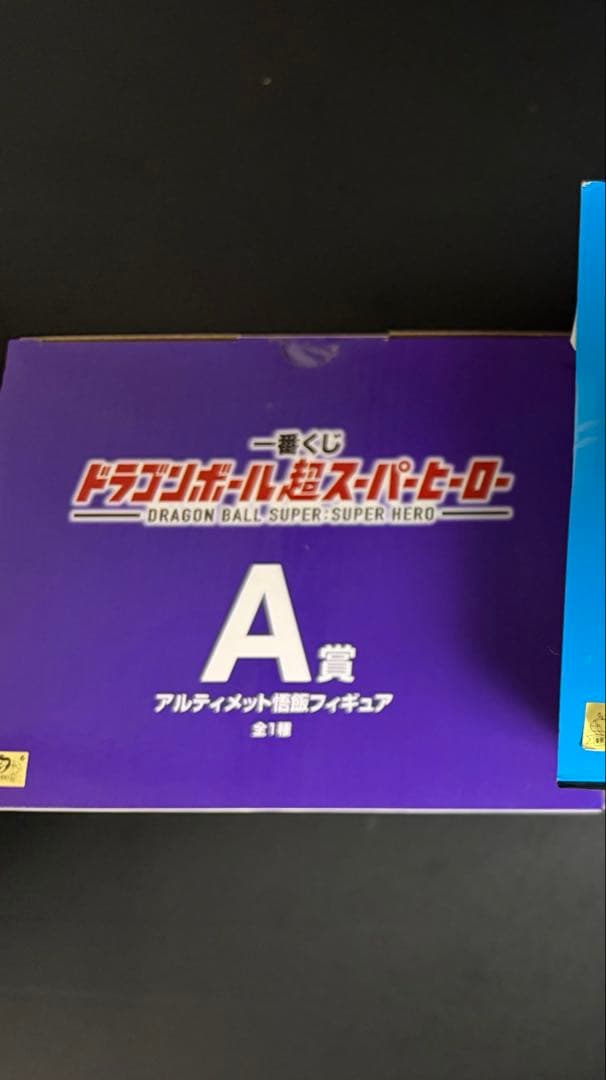 一番くじ
ドラゴンボール超スーパーヒーロー
DRAGON BALL SUPER:SUPER HERO
A賞
アルティメット悟飯フィギュア
全1種